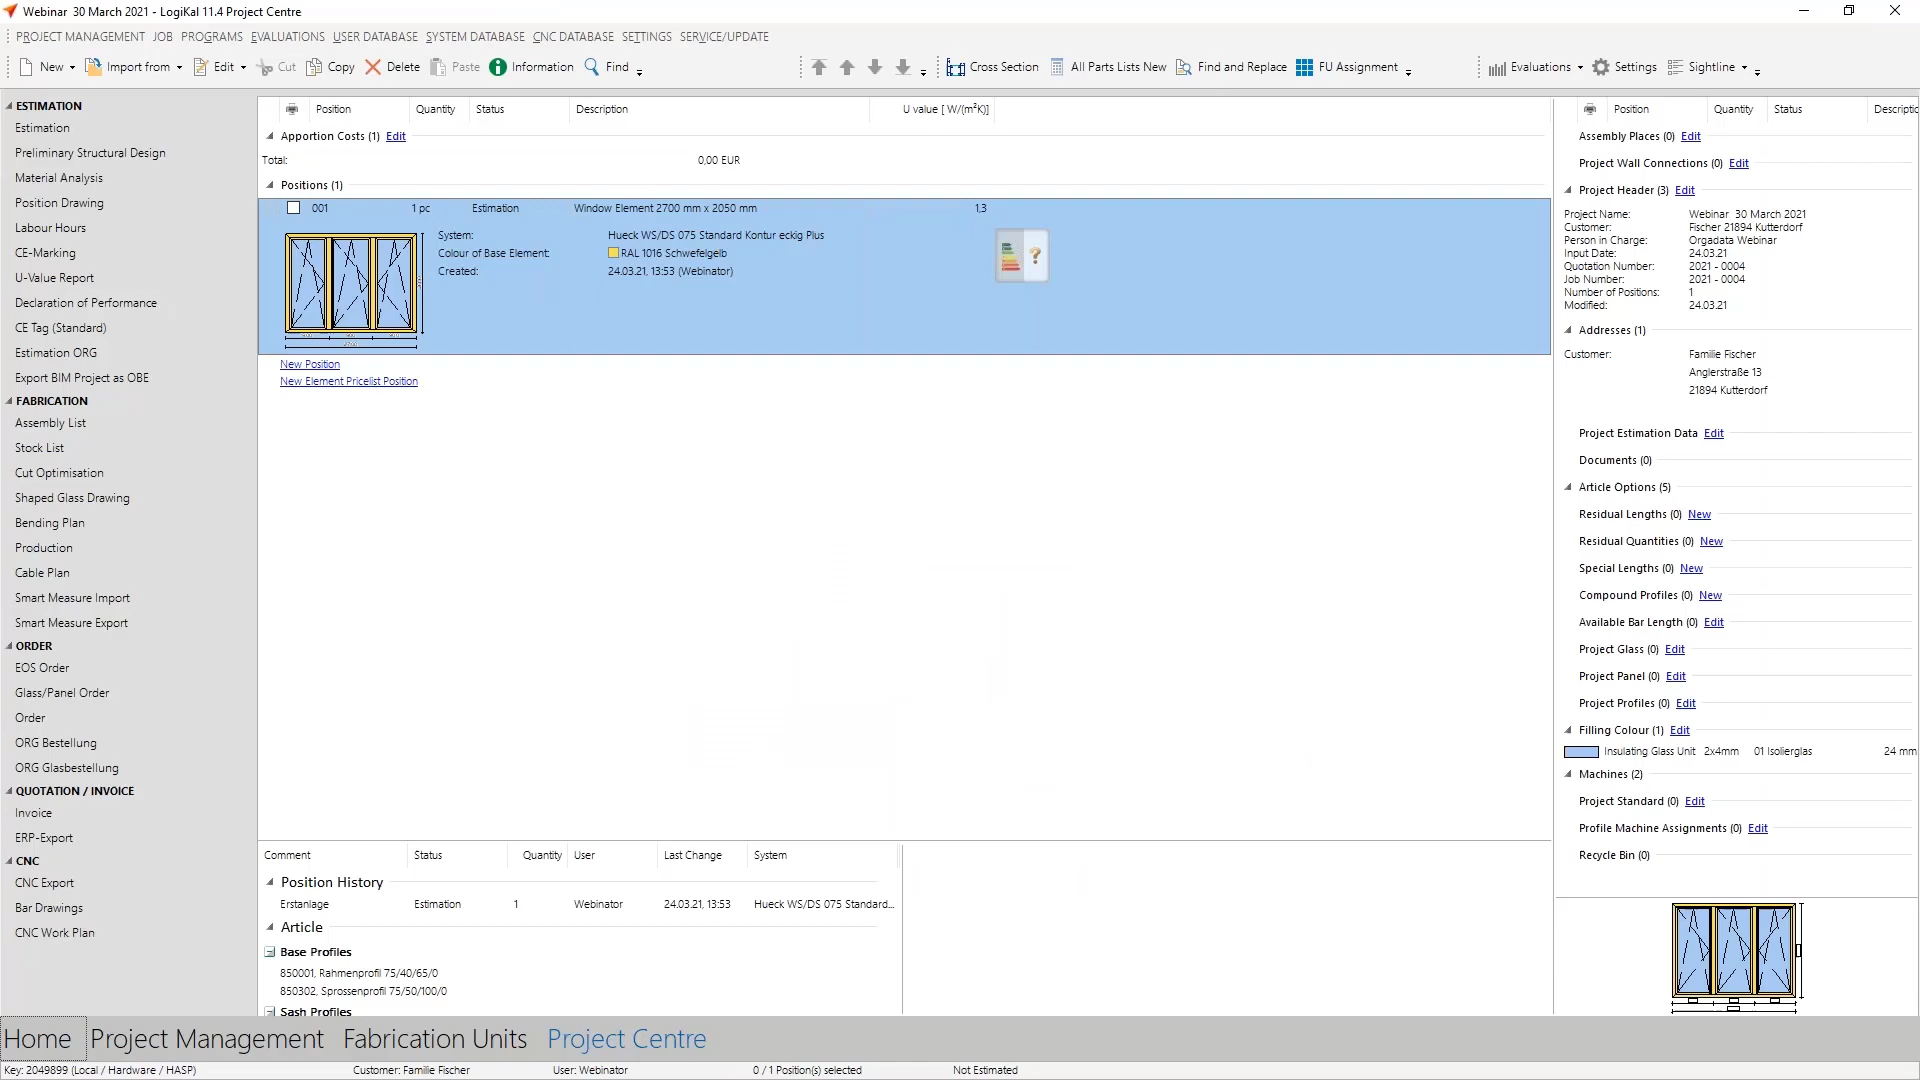 Webinar  30 March 2021 - LogiKal 11.4 Project Centre
PROJECT MANAGEMENT JOB PROGRAMS EVALUATIONS USER DATABASE SYSTEM DATABASE CNC DATABASE SETTINGS SERVICE/UPDATE
New Import from Edit Cut Copy Delete Paste Information Find Cross Section All Parts Lists New Find and Replace FU Assignment Evaluations Settings Sightline
ESTIMATION
Estimation
Preliminary Structural Design
Material Analysis
Position Drawing
Labour Hours
CE-Marking
U-Value Report
Declaration of Performance
CE Tag (Standard)
Estimation ORG
Export BIM Project as OBE
FABRICATION
Assembly List
Stock List
Cut Optimisation
Shaped Glass Drawing
Bending Plan
Production
Cable Plan
Smart Measure Import
Smart Measure Export
ORDER
EOS Order
Glass/Panel Order
Order
ORG Bestellung
ORG Glasbestellung
QUOTATION / INVOICE
Invoice
ERP-Export
CNC
CNC Export
Bar Drawings
CNC Work Plan
Position Quantity Status Description U value [ W/(m²K)]
Apportion Costs (1) Edit
Total: 0,00 EUR
Positions (1)
001 1 pc Estimation Window Element 2700 mm x 2050 mm 1,3
System: Hueck WS/DS 075 Standard Kontur eckig Plus
Colour of Base Element: RAL 1016 Schwefelgelb
Created: 24.03.21, 13:53 (Webinator)
?
New Position
New Element Pricelist Position
Comment Status Quantity User Last Change System
Position History
Erstanlage Estimation 1 Webinator 24.03.21, 13:53 Hueck WS/DS 075 Standard...
Article
Base Profiles
850001, Rahmenprofil 75/40/65/0
850302, Sprossenprofil 75/50/100/0
Sash Profiles
Position Quantity Status Descriptio
Assembly Places (0) Edit
Project Wall Connections (0) Edit
Project Header (3) Edit
Project Name: Webinar  30 March 2021
Customer: Fischer 21894 Kutterdorf
Person in Charge: Orgadata Webinar
Input Date: 24.03.21
Quotation Number: 2021 - 0004
Job Number: 2021 - 0004
Number of Positions: 1
Modified: 24.03.21
Addresses (1)
Customer: Familie Fischer
Anglerstraße 13
21894 Kutterdorf
Project Estimation Data Edit
Documents (0)
Article Options (5)
Residual Lengths (0) New
Residual Quantities (0) New
Special Lengths (0) New
Compound Profiles (0) New
Available Bar Length (0) Edit
Project Glass (0) Edit
Project Panel (0) Edit
Project Profiles (0) Edit
Filling Colour (1) Edit
Insulating Glass Unit 2x4mm 01 Isolierglas 24 mm
Machines (2)
Project Standard (0) Edit
Profile Machine Assignments (0) Edit
Recycle Bin (0)
Home Project Management Fabrication Units Project Centre
Key: 2049899 (Local / Hardware / HASP) Customer: Familie Fischer User: Webinator 0 / 1 Position(s) selected Not Estimated